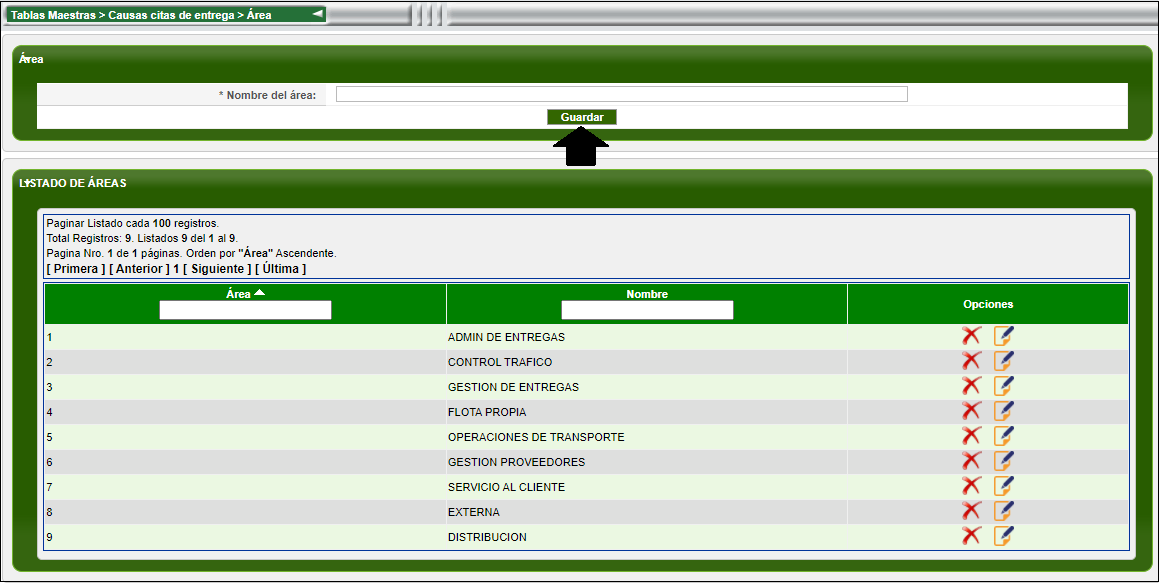 Tablas Maestras > Causas citas de entrega > Área
Área
* Nombre del área:
Guardar
LISTADO DE ÁREAS
Paginar Listado cada 100 registros.
Total Registros: 9. Listados 9 del 1 al 9.
Pagina Nro. 1 de 1 páginas. Orden por "Área" Ascendente.
[ Primera ] [ Anterior ] 1 [ Siguiente ] [ Última ]
Área Nombre Opciones
1 ADMIN DE ENTREGAS
2 CONTROL TRAFICO
3 GESTION DE ENTREGAS
4 FLOTA PROPIA
5 OPERACIONES DE TRANSPORTE
6 GESTION PROVEEDORES
7 SERVICIO AL CLIENTE
8 EXTERNA
9 DISTRIBUCION